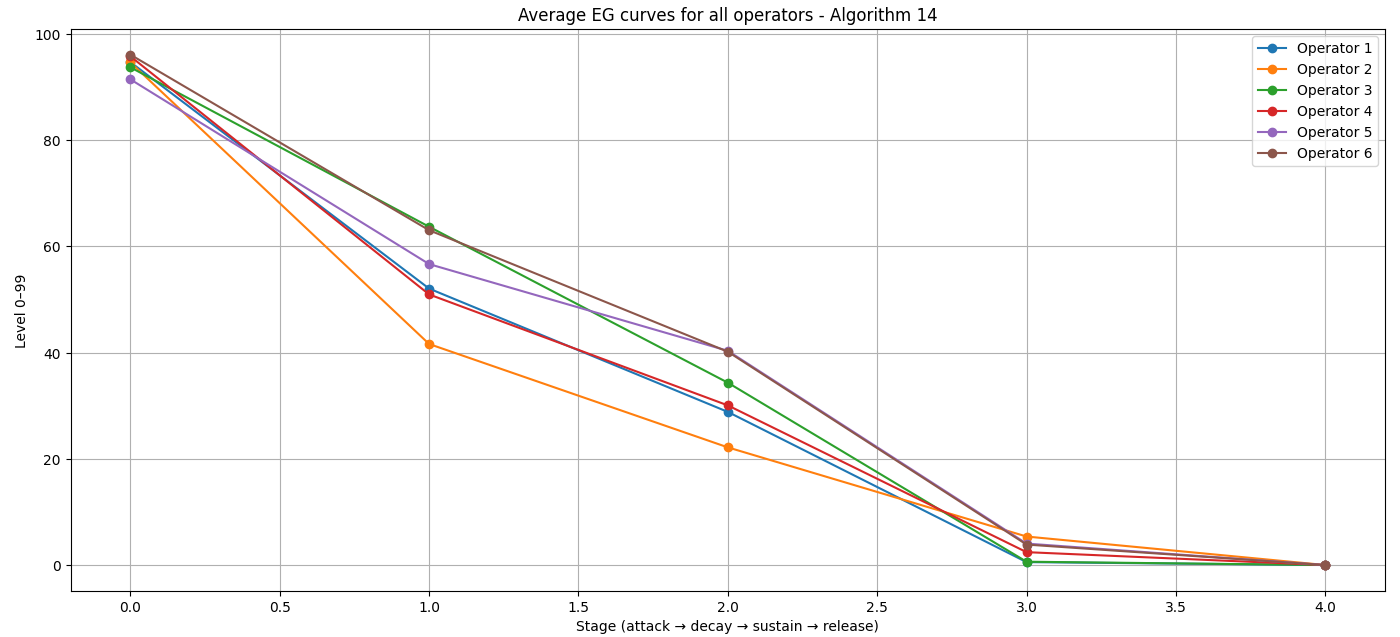 Average EG curves for all operators - Algorithm 14
Operator 1
Operator 2
Operator 3
Operator 4
Operator 5
Operator 6
Level 0–99
100
80
60
40
20
0
0.0 0.5 1.0 1.5 2.0 2.5 3.0 3.5 4.0
Stage (attack → decay → sustain → release)